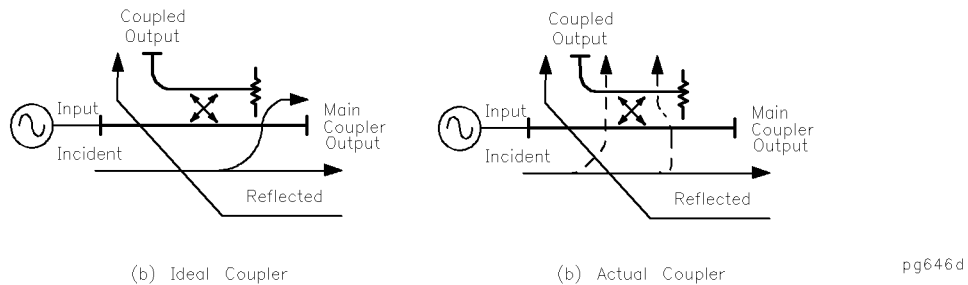 Coupled
Output
Input
Incident
Main
Coupler
Output
Reflected
(b) Ideal Coupler
Coupled
Output
Input
Incident
Main
Coupler
Output
Reflected
(b) Actual Coupler
pg646d